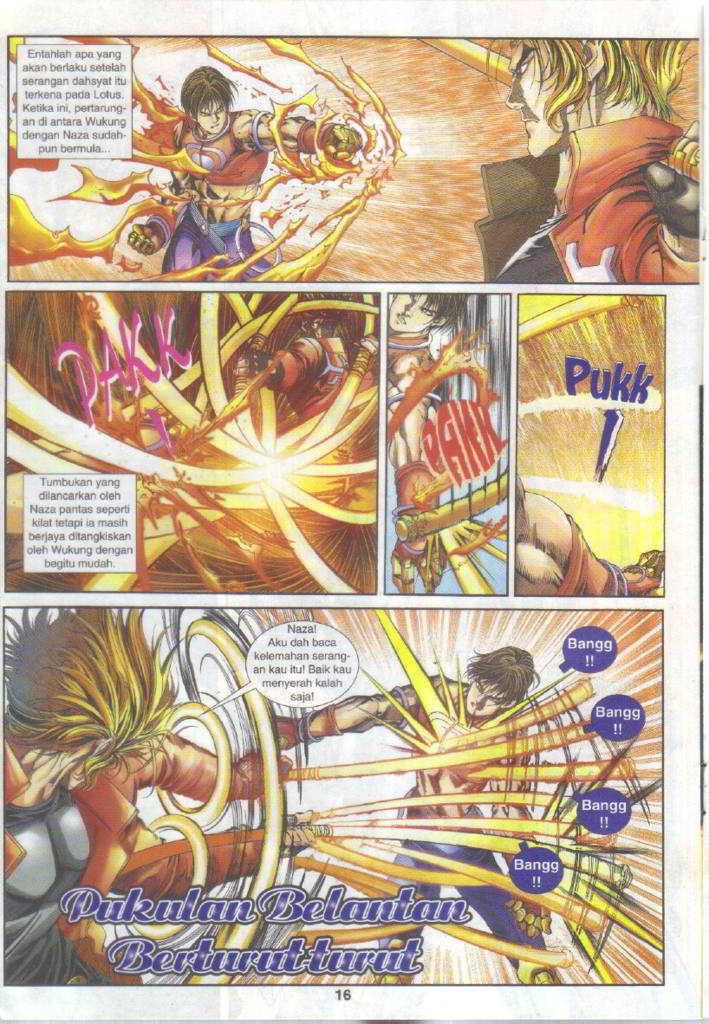 Entahlah apa yang
akan berlaku setelah
serangan dahsyat itu
terkena pada Lotus.
Ketika ini, pertarung-
an di antara Wukung
dengan Naza sudah-
pun bermula...
PAKK
!
PAKK
Pukk
!
Tumbukan yang
dilancarkan oleh
Naza pantas seperti
kilat tetapi ia masih
berjaya ditangkiskan
oleh Wukung dengan
begitu mudah.
Naza!
Aku dah baca
kelemahan serang-
an kau itu! Baik kau
menyerah kalah
saja!
Bangg
!!
Bangg
!!
Bangg
!!
Bangg
!!
Pukulan Belantan
Berturut-turut
16